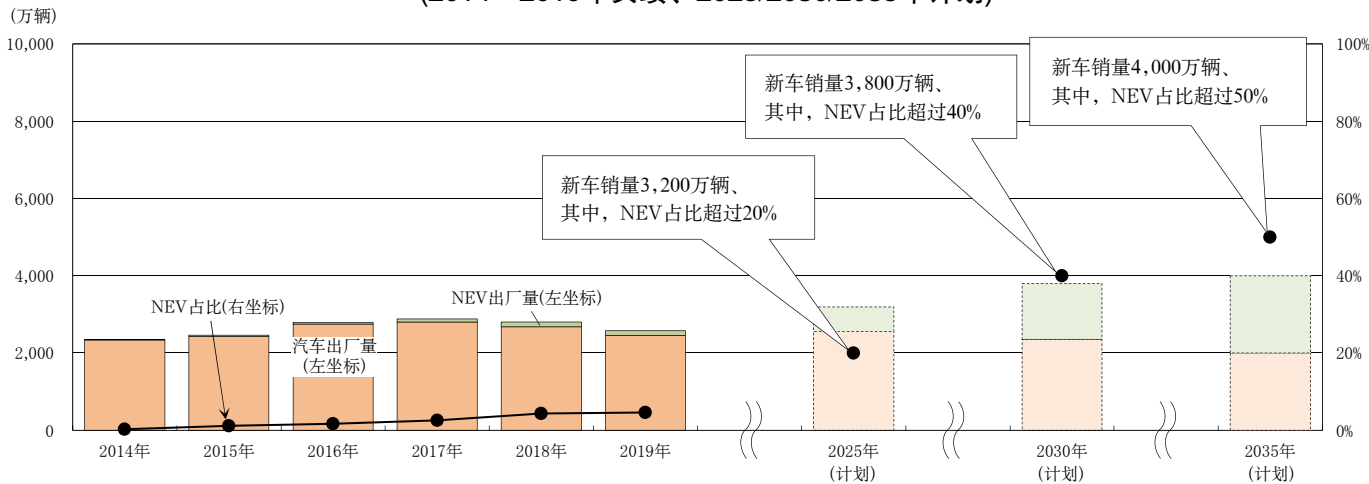 (万辆)
10,000
8,000
6,000
4,000
2,000
0
100%
80%
60%
40%
20%
0%
新车销量3,200万辆、
其中，NEV占比超过20%
新车销量3,800万辆、
其中，NEV占比超过40%
新车销量4,000万辆、
其中，NEV占比超过50%
NEV占比(右坐标)
NEV出厂量(左坐标)
汽车出厂量
(左坐标)
2014年
2015年
2016年
2017年
2018年
2019年
2025年
(计划)
2030年
(计划)
2035年
(计划)